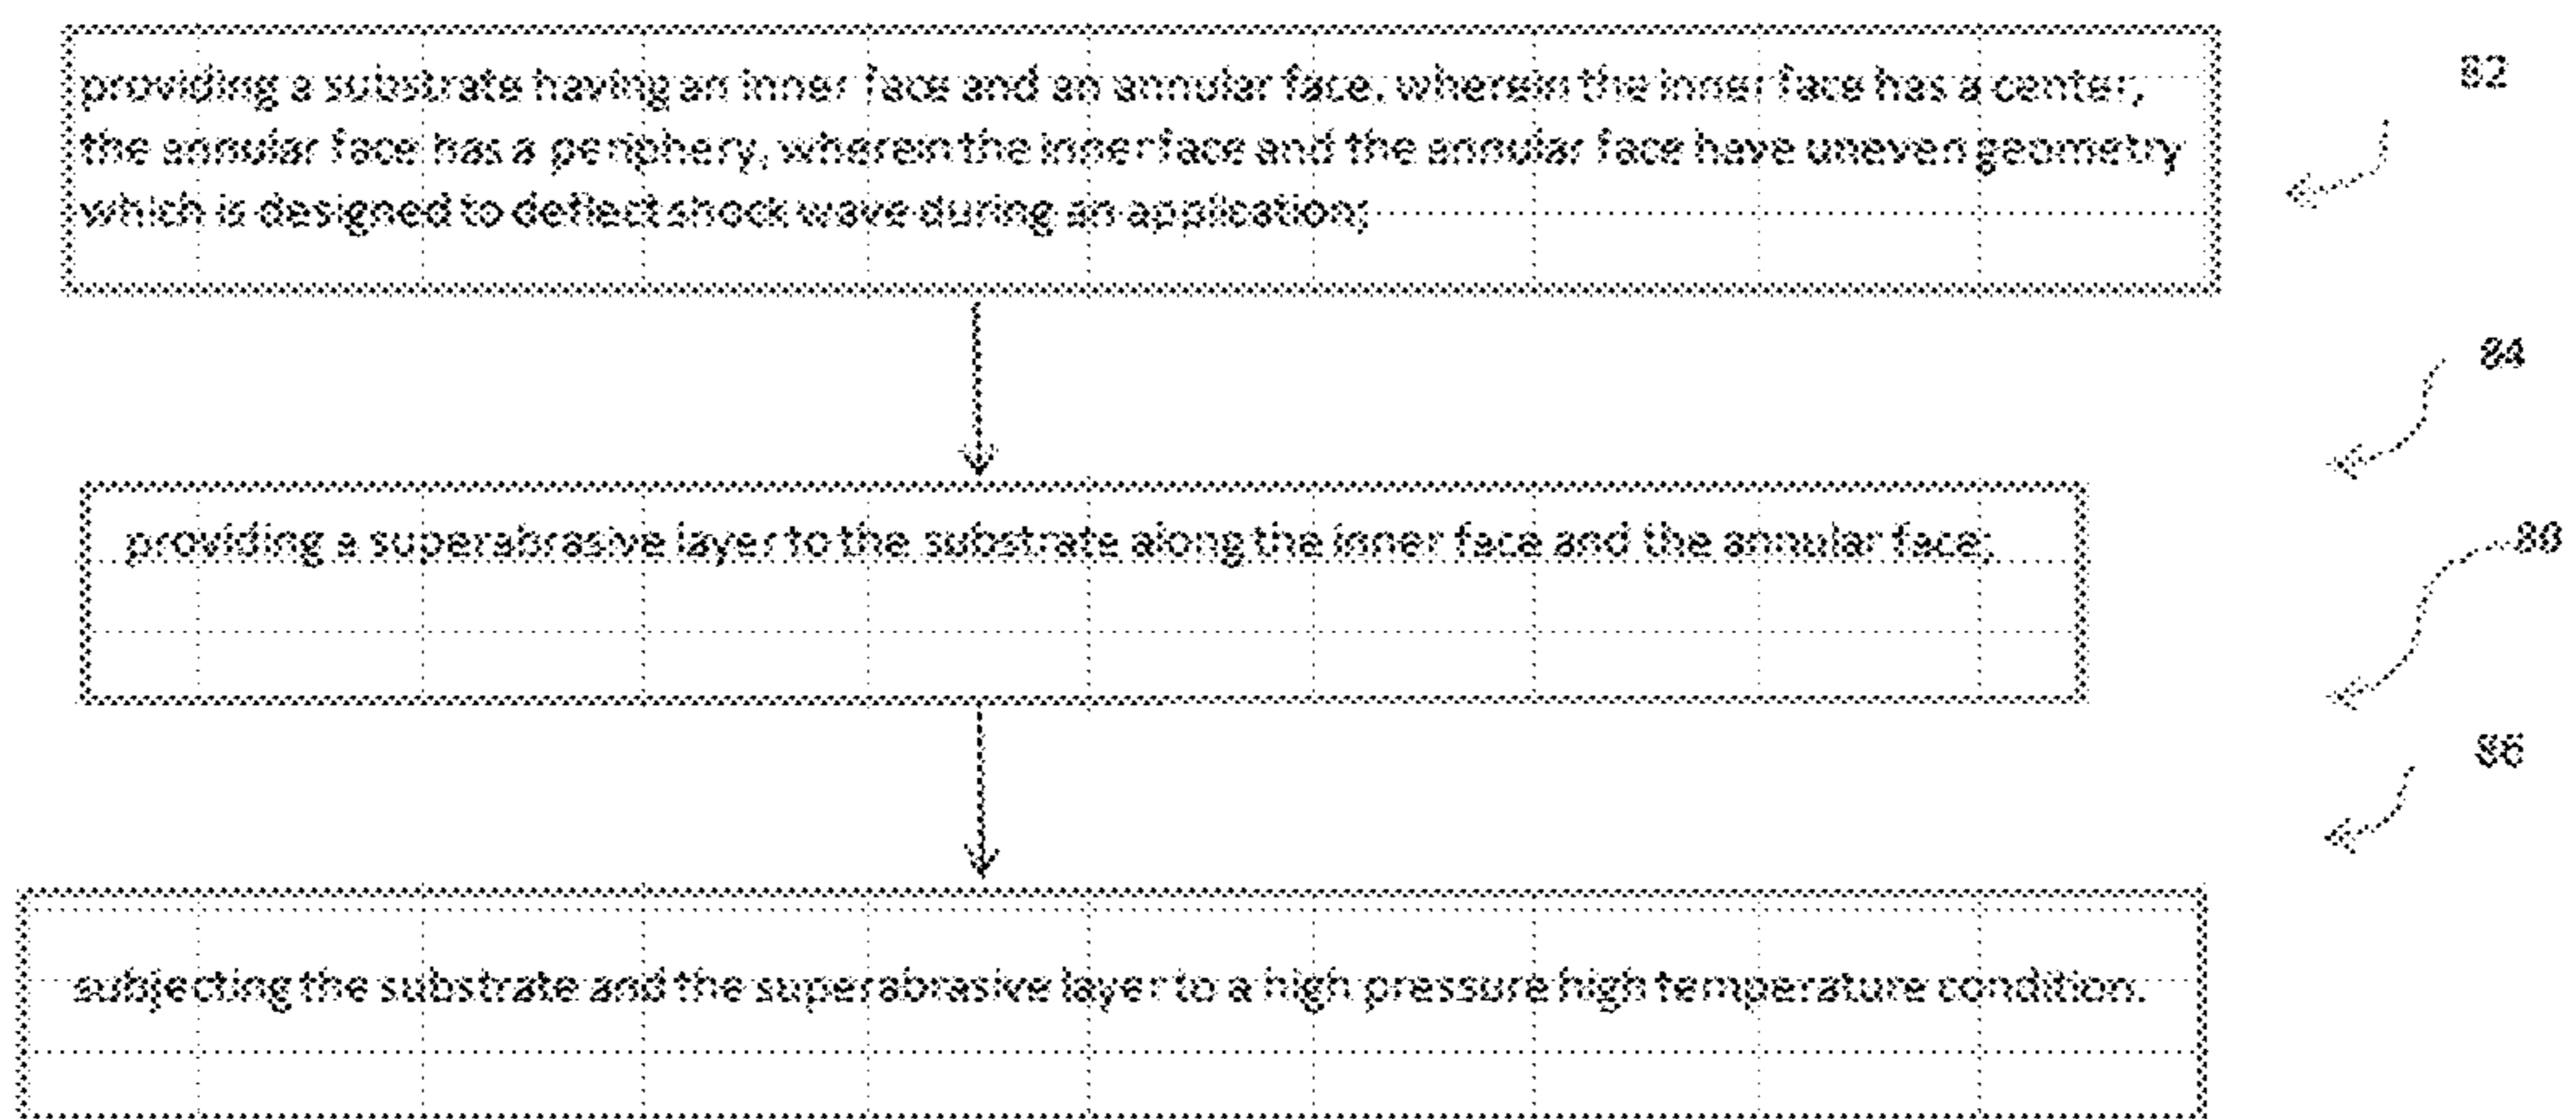 providing a substrate having an inner face and an annular face, wherein the inner face has a center,
the annular face has a periphery, wherein the inner face and the annular face have uneven geometry
which is designed to deflect shock wave during an application;
82
84
providing a superabrasive layer to the substrate along the inner face and the annular face;
80
86
subjecting the substrate and the superabrasive layer to a high pressure high temperature condition.